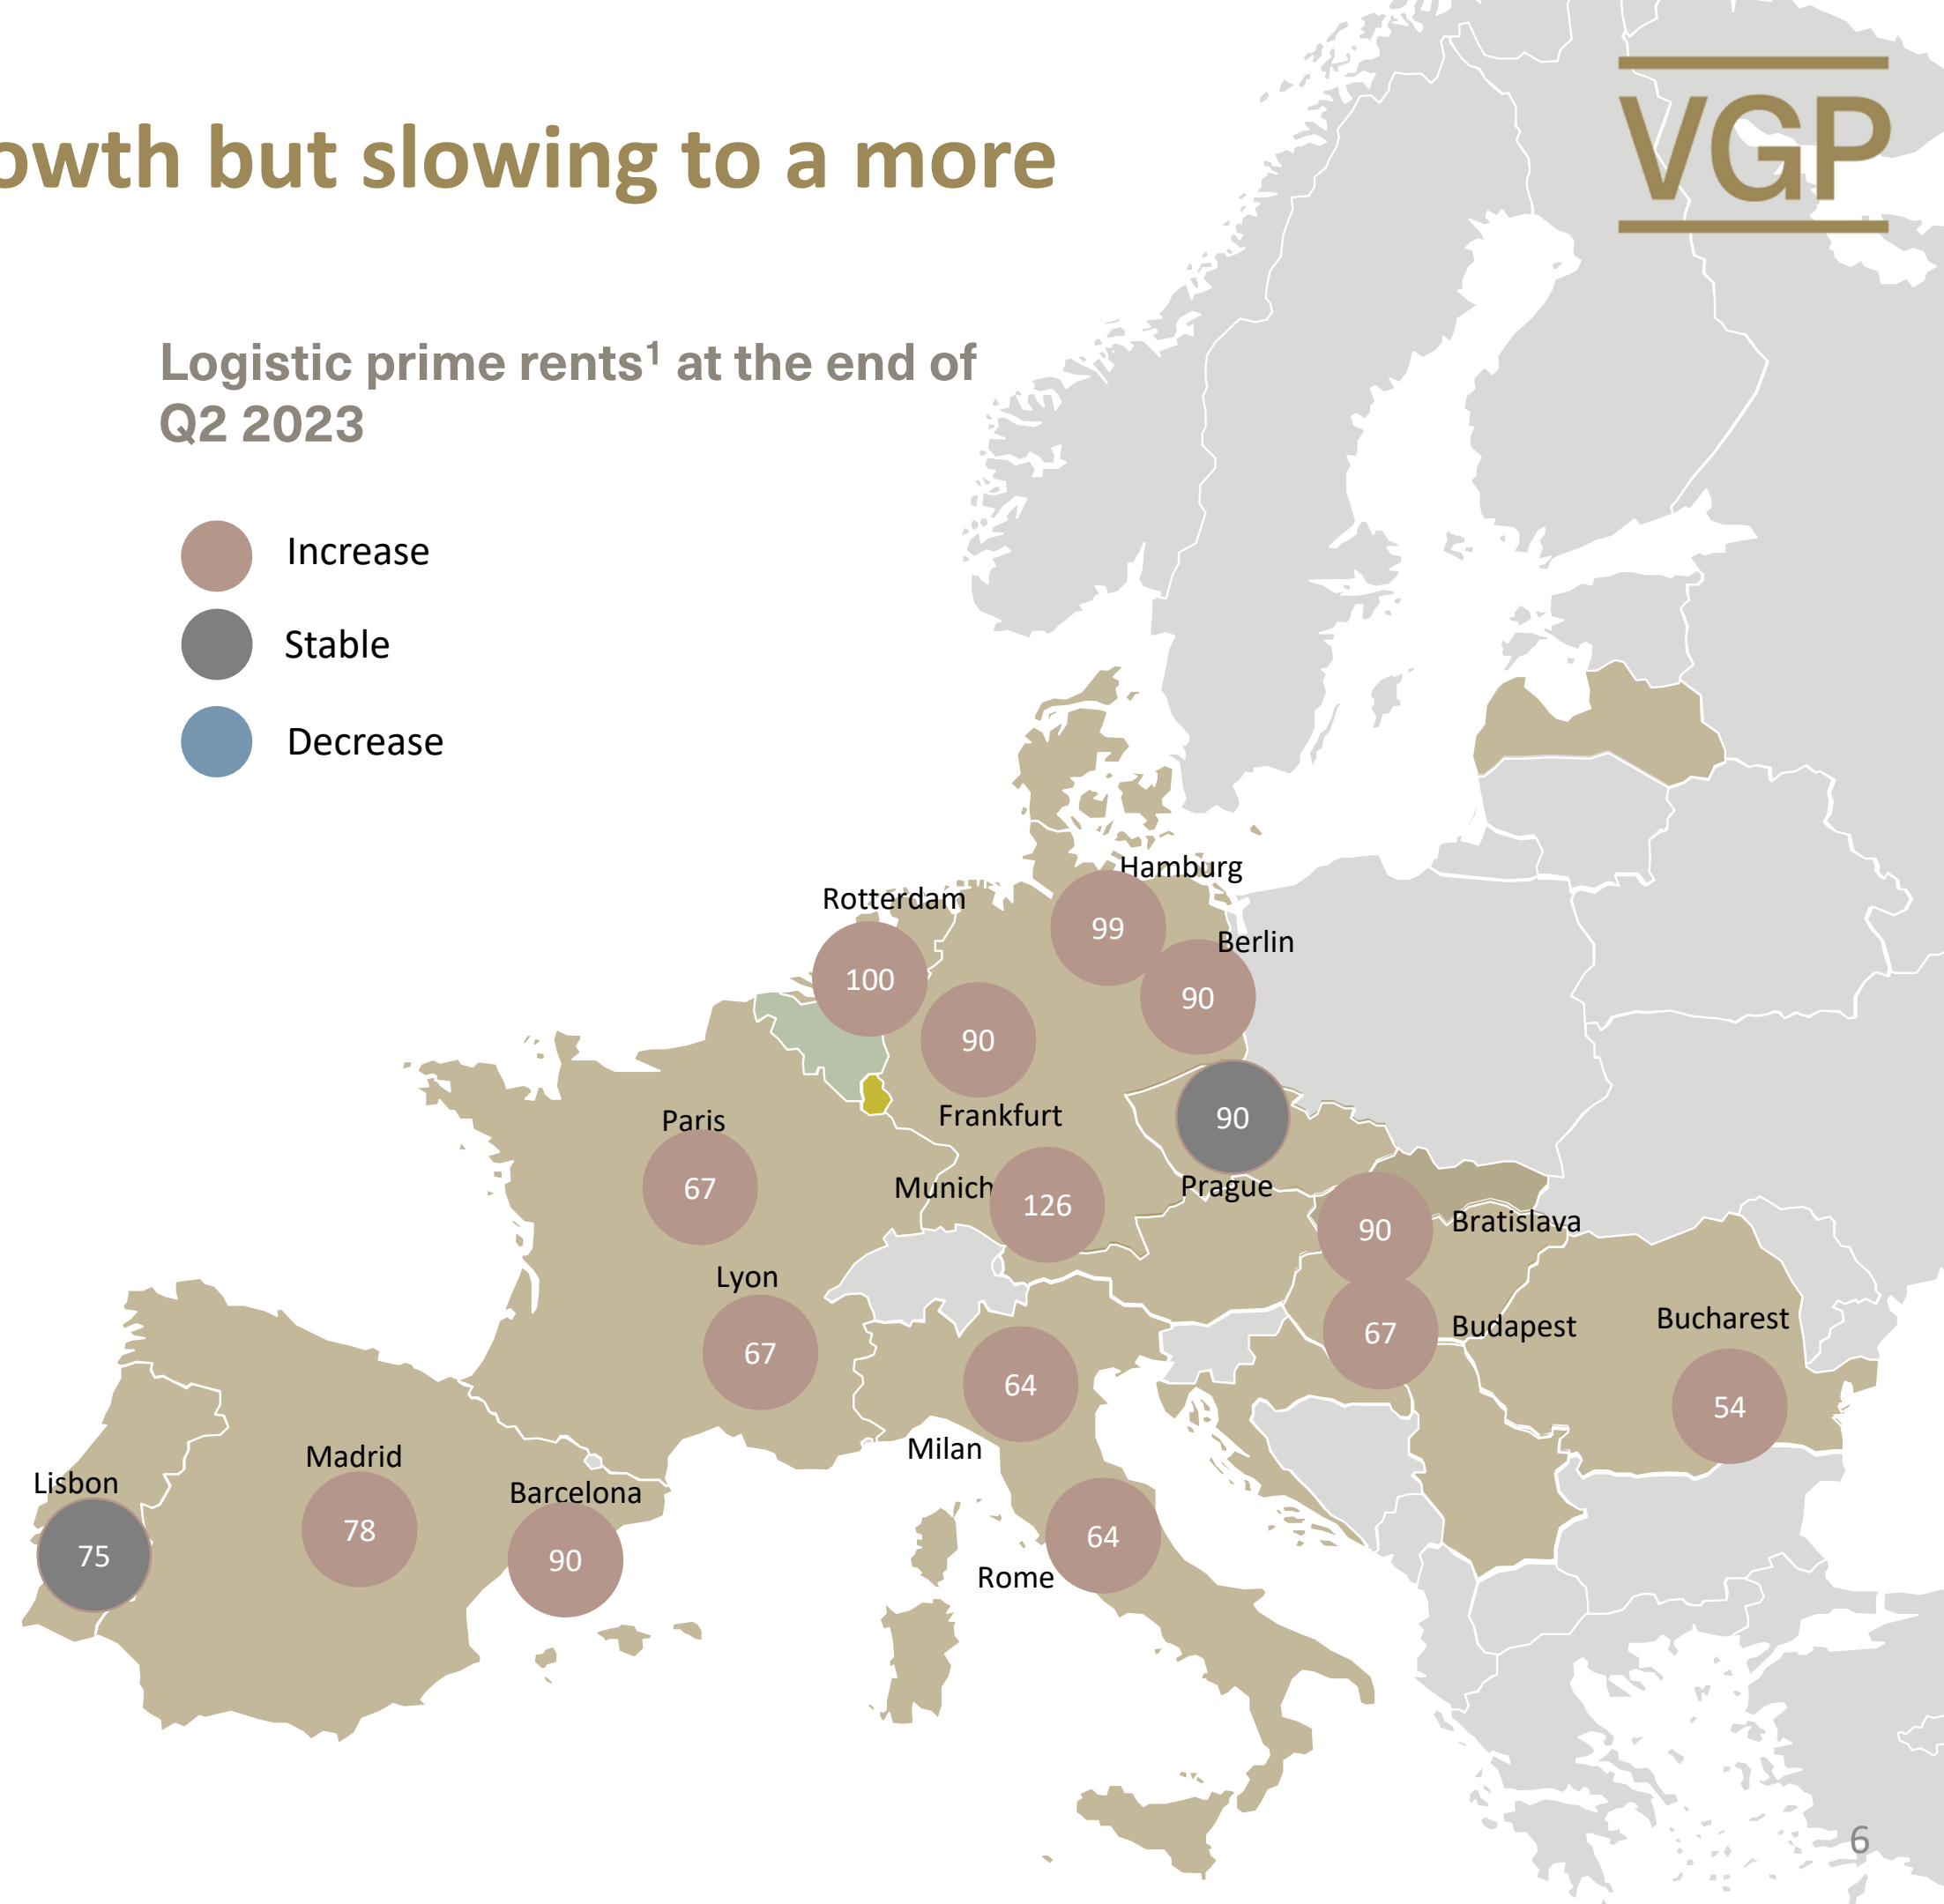 VGP
owth but slowing to a more
Logistic prime rents¹ at the end of
Q2 2023
Increase
Stable
Decrease
Hamburg
99
Rotterdam
100
Berlin
90
90
Frankfurt
90
Prague
Paris
67
Munich
126
90
Bratislava
Lyon
67
67
Budapest
Bucharest
54
64
Milan
Madrid
78
Lisbon
75
Barcelona
90
64
Rome
6